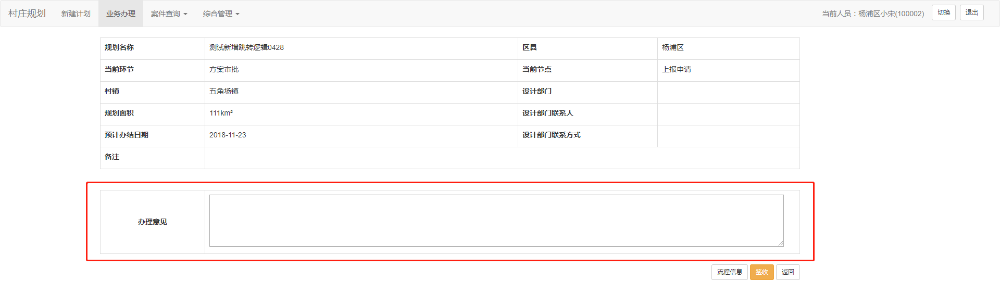 村庄规划 新建计划 业务办理 案件查询 综合管理 当前人员：杨浦区小宋(100002) 切换 退出
规划名称 测试新增跳转逻辑0428 区县 杨浦区
当前环节 方案审批 当前节点 上报申请
村镇 五角场镇 设计部门
规划面积 111km² 设计部门联系人
预计办结日期 2018-11-23 设计部门联系方式
备注
办理意见
流程信息 签收 返回